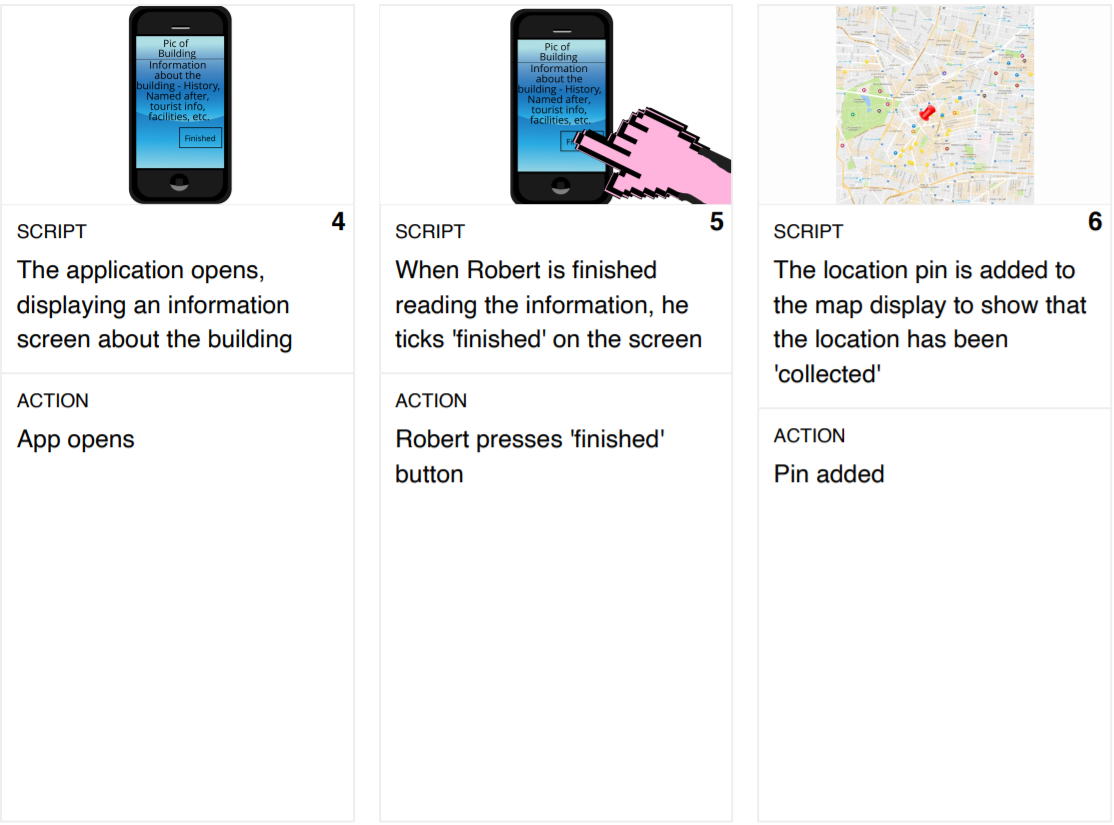 Pic of
Building
Information
about the
building - History,
Named after,
tourist info,
facilities, etc.
Finished
4
SCRIPT
The application opens,
displaying an information
screen about the building
ACTION
App opens
Pic of
Building
Information
about the
building - History,
Named after,
tourist info,
facilities, etc.
5
SCRIPT
When Robert is finished
reading the information, he
ticks 'finished' on the screen
ACTION
Robert presses 'finished'
button
6
SCRIPT
The location pin is added to
the map display to show that
the location has been
'collected'
ACTION
Pin added